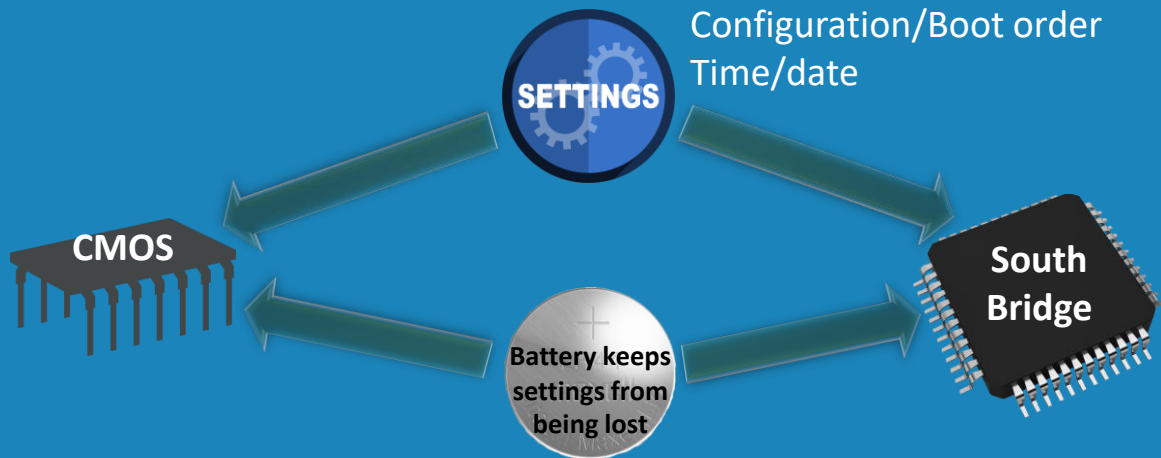 Configuration/Boot order
Time/date
SETTINGS
CMOS
South
Bridge
Battery keeps
settings from
being lost